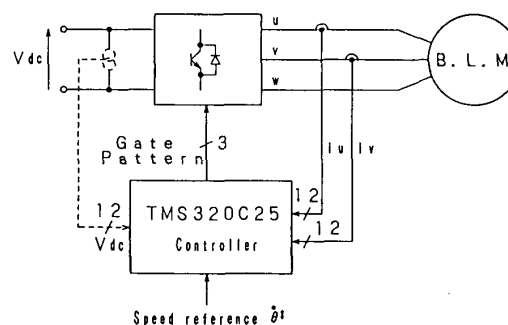 u
v
w
Vdc
B. L. M
Gate
Pattern
3
iu iv
12
Vdc
TMS320C25
Controller
12
12
Speed reference θ̇*